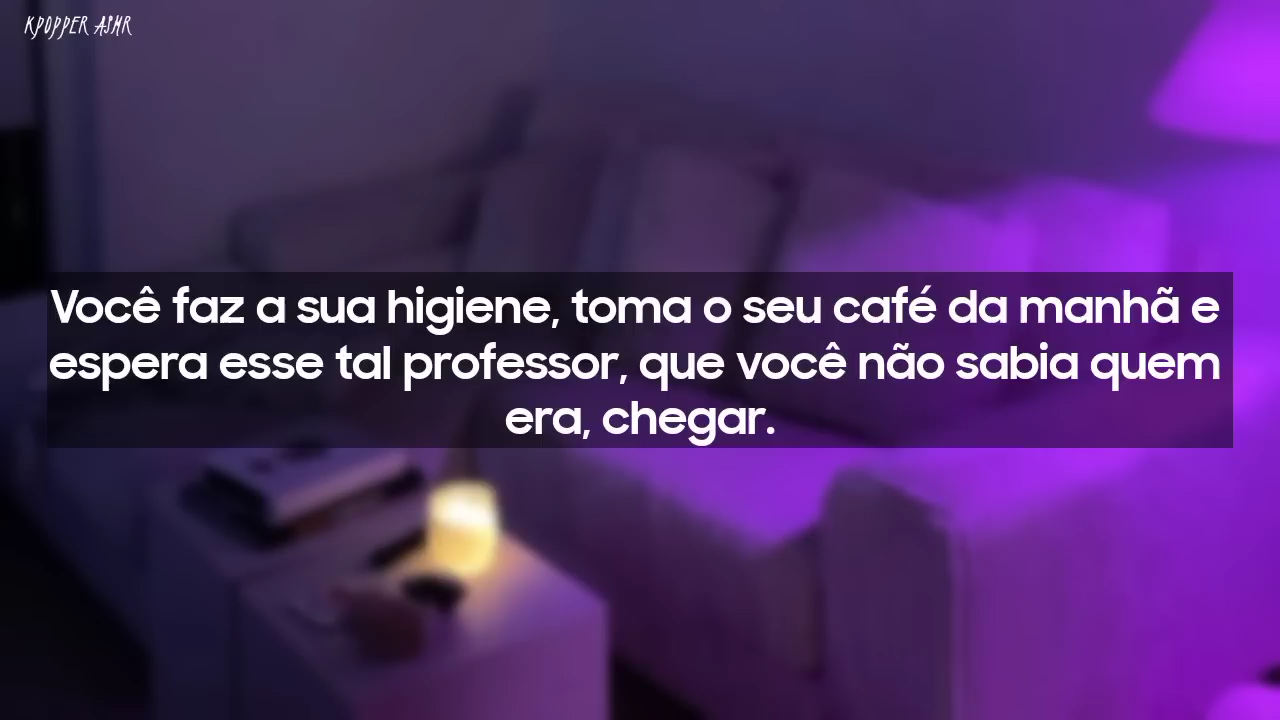 KPOPPER ASMR
Você faz a sua higiene, toma o seu café da manhã e
espera esse tal professor, que você não sabia quem
era, chegar.